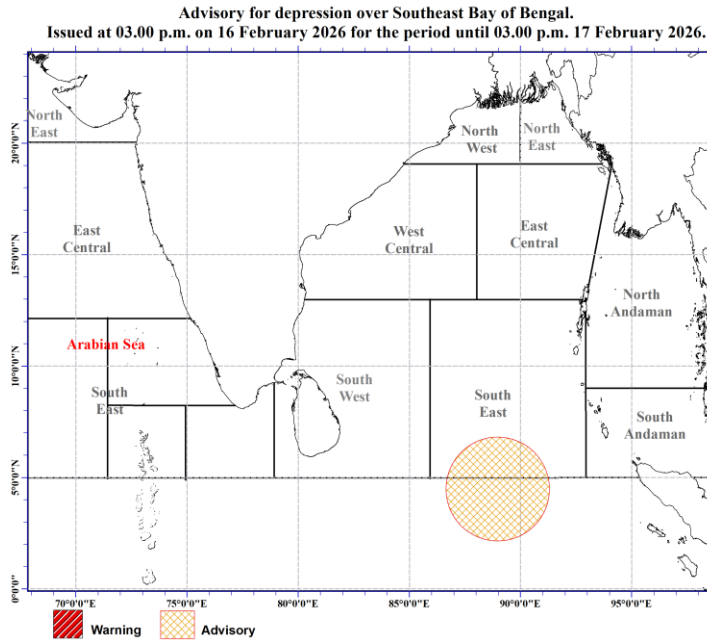 Advisory for depression over Southeast Bay of Bengal.
Issued at 03.00 p.m. on 16 February 2026 for the period until 03.00 p.m. 17 February 2026.
North
East
North
West
North
East
20°0'0"N
East
Central
West
Central
East
Central
15°0'0"N
North
Andaman
Arabian Sea
10°0'0"N
South
East
South
West
South
East
South
Andaman
5°0'0"N
0°0'0"
70°0'0"E
75°0'0"E
80°0'0"E
85°0'0"E
90°0'0"E
95°0'0"E
Warning
Advisory